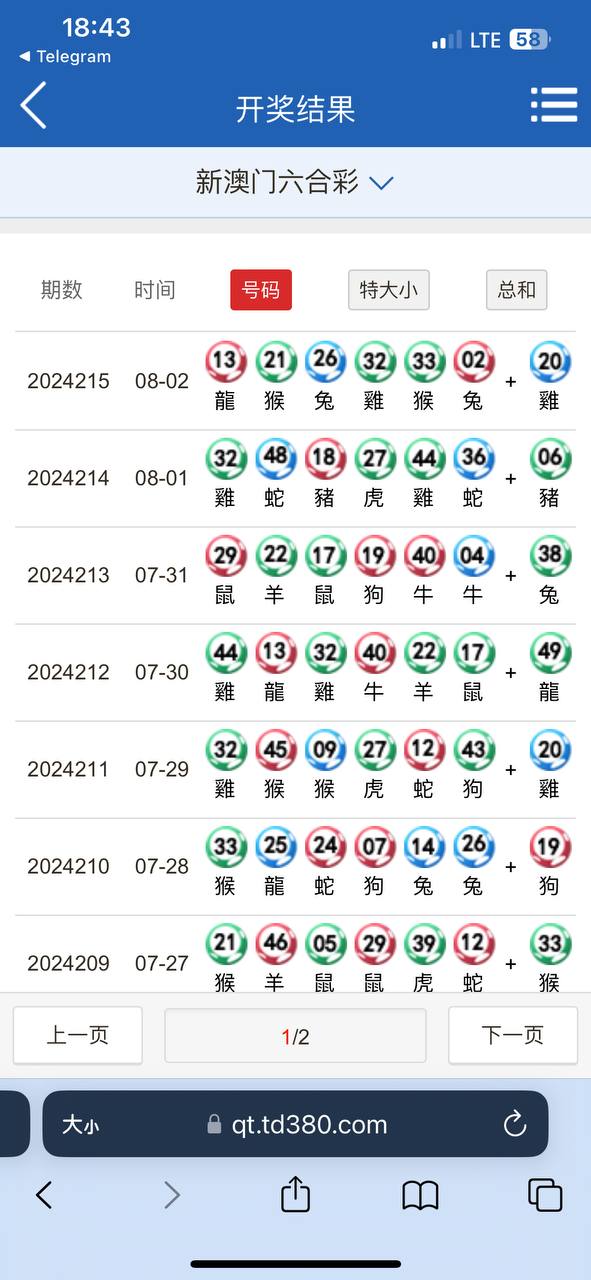 18:43
LTE 58
◀ Telegram
开奖结果
新澳门六合彩
期数 时间 号码 特大小 总和
2024215 08-02 13 21 26 32 33 02 + 20
龍 猴 兔 雞 猴 兔 雞
2024214 08-01 32 48 18 27 44 36 + 06
雞 蛇 豬 虎 雞 蛇 豬
2024213 07-31 29 22 17 19 40 04 + 38
鼠 羊 鼠 狗 牛 牛 兔
2024212 07-30 44 13 32 40 22 17 + 49
雞 龍 雞 牛 羊 鼠 龍
2024211 07-29 32 45 09 27 12 43 + 20
雞 猴 猴 虎 蛇 狗 雞
2024210 07-28 33 25 24 07 14 26 + 19
猴 龍 蛇 狗 兔 兔 狗
2024209 07-27 21 46 05 29 39 12 + 33
猴 羊 鼠 鼠 虎 蛇 猴
上一页 1/2 下一页
大小 qt.td380.com